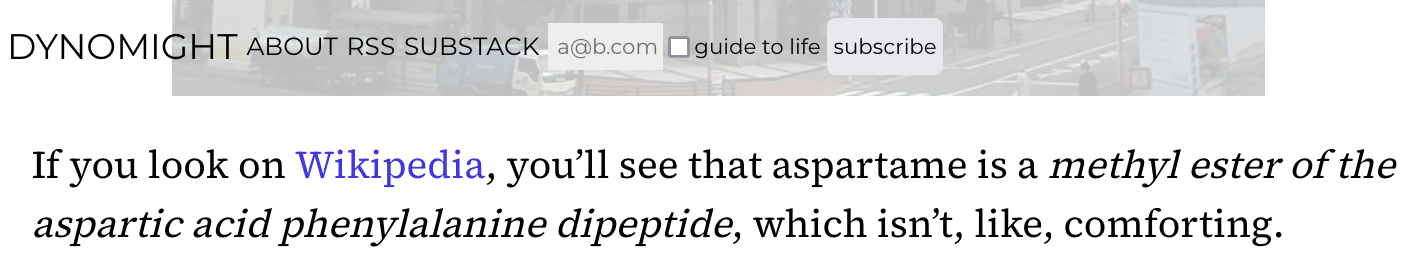 DYNOMIGHT ABOUT RSS SUBSTACK a@b.com guide to life subscribe
If you look on Wikipedia, you’ll see that aspartame is a methyl ester of the
aspartic acid phenylalanine dipeptide, which isn’t, like, comforting.